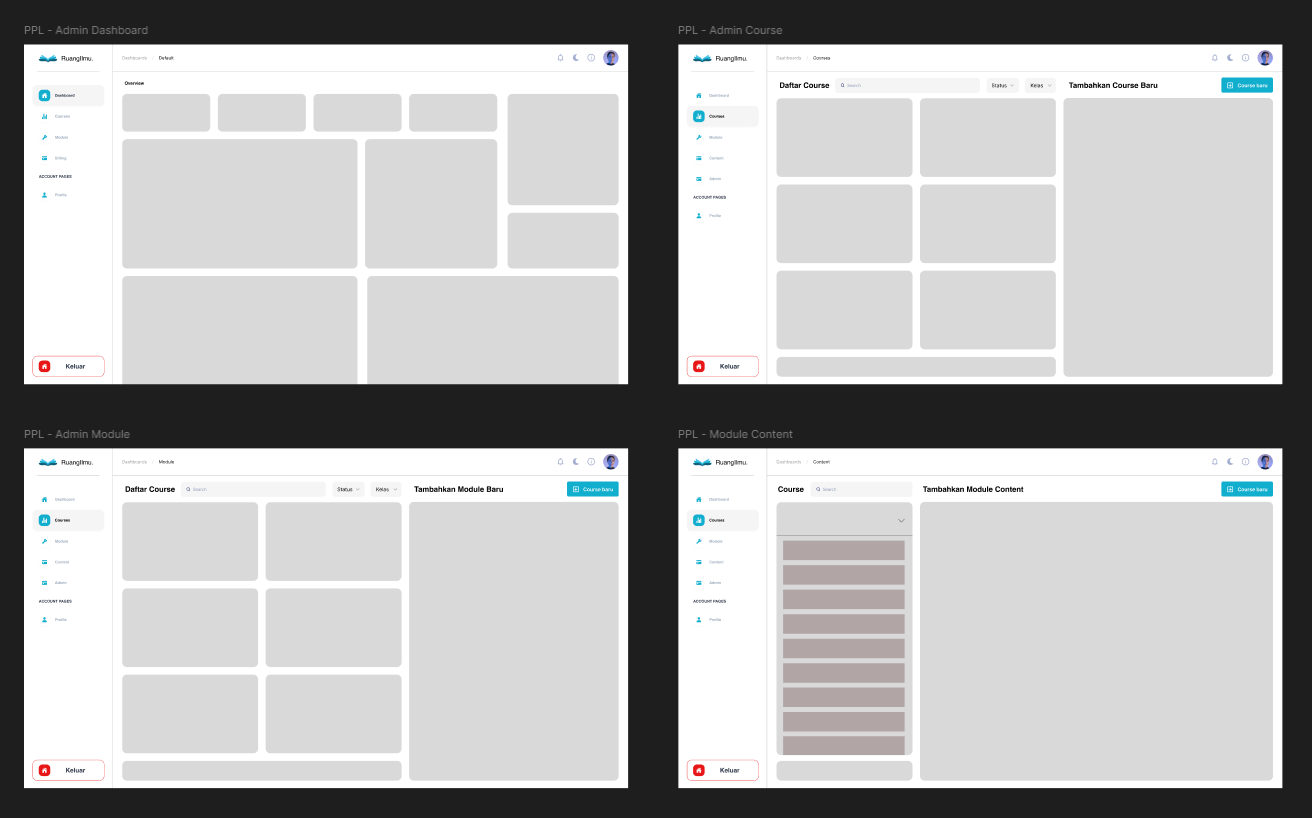 PPL - Admin Dashboard
RuangIlmu.
Dashboards / Default
Overview
Dashboard
Courses
Module
Billing
ACCOUNT PAGES
Profile
Keluar
PPL - Admin Course
RuangIlmu.
Dashboards / Courses
Daftar Course
Search
Status
Kelas
Tambahkan Course Baru
Course baru
Dashboard
Courses
Module
Content
Admin
ACCOUNT PAGES
Profile
Keluar
PPL - Admin Module
RuangIlmu.
Dashboards / Module
Daftar Course
Search
Status
Kelas
Tambahkan Module Baru
Course baru
Dashboard
Courses
Module
Content
Admin
ACCOUNT PAGES
Profile
Keluar
PPL - Module Content
RuangIlmu.
Dashboards / Content
Course
Search
Tambahkan Module Content
Course baru
Dashboard
Courses
Module
Content
Admin
ACCOUNT PAGES
Profile
Keluar